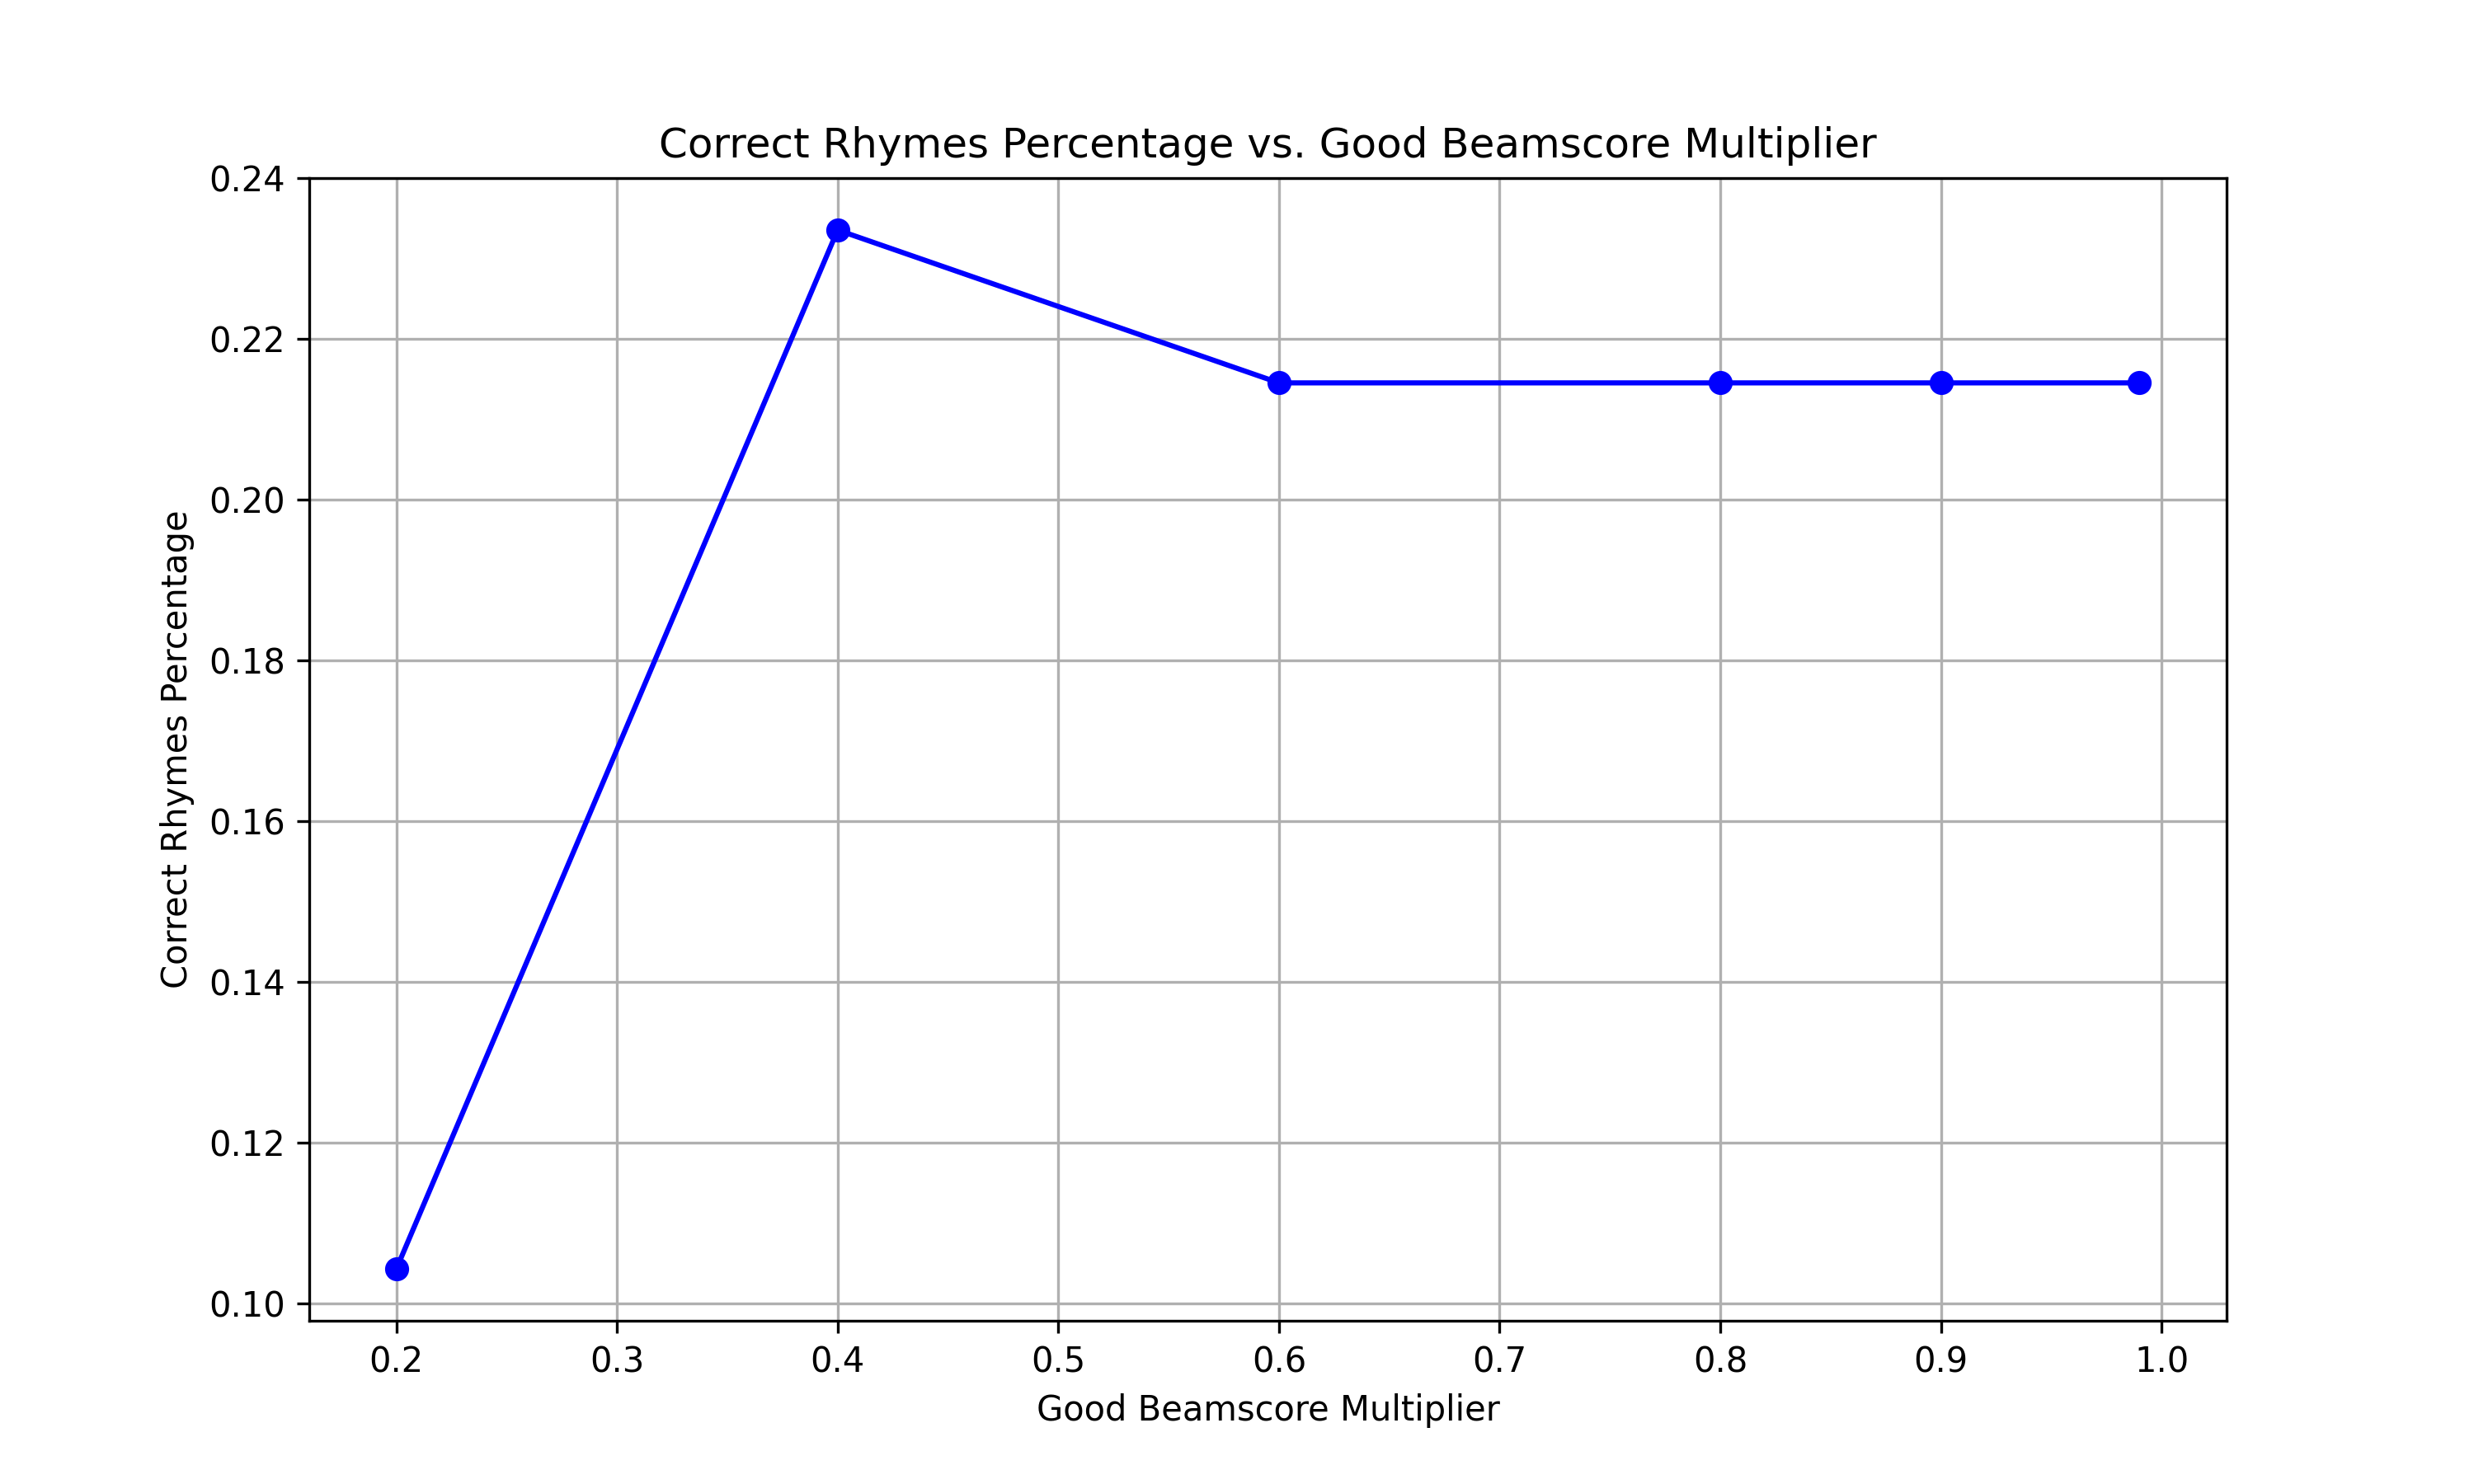 Correct Rhymes Percentage vs. Good Beamscore Multiplier
Correct Rhymes Percentage
0.24
0.22
0.20
0.18
0.16
0.14
0.12
0.10
0.2 0.3 0.4 0.5 0.6 0.7 0.8 0.9 1.0
Good Beamscore Multiplier